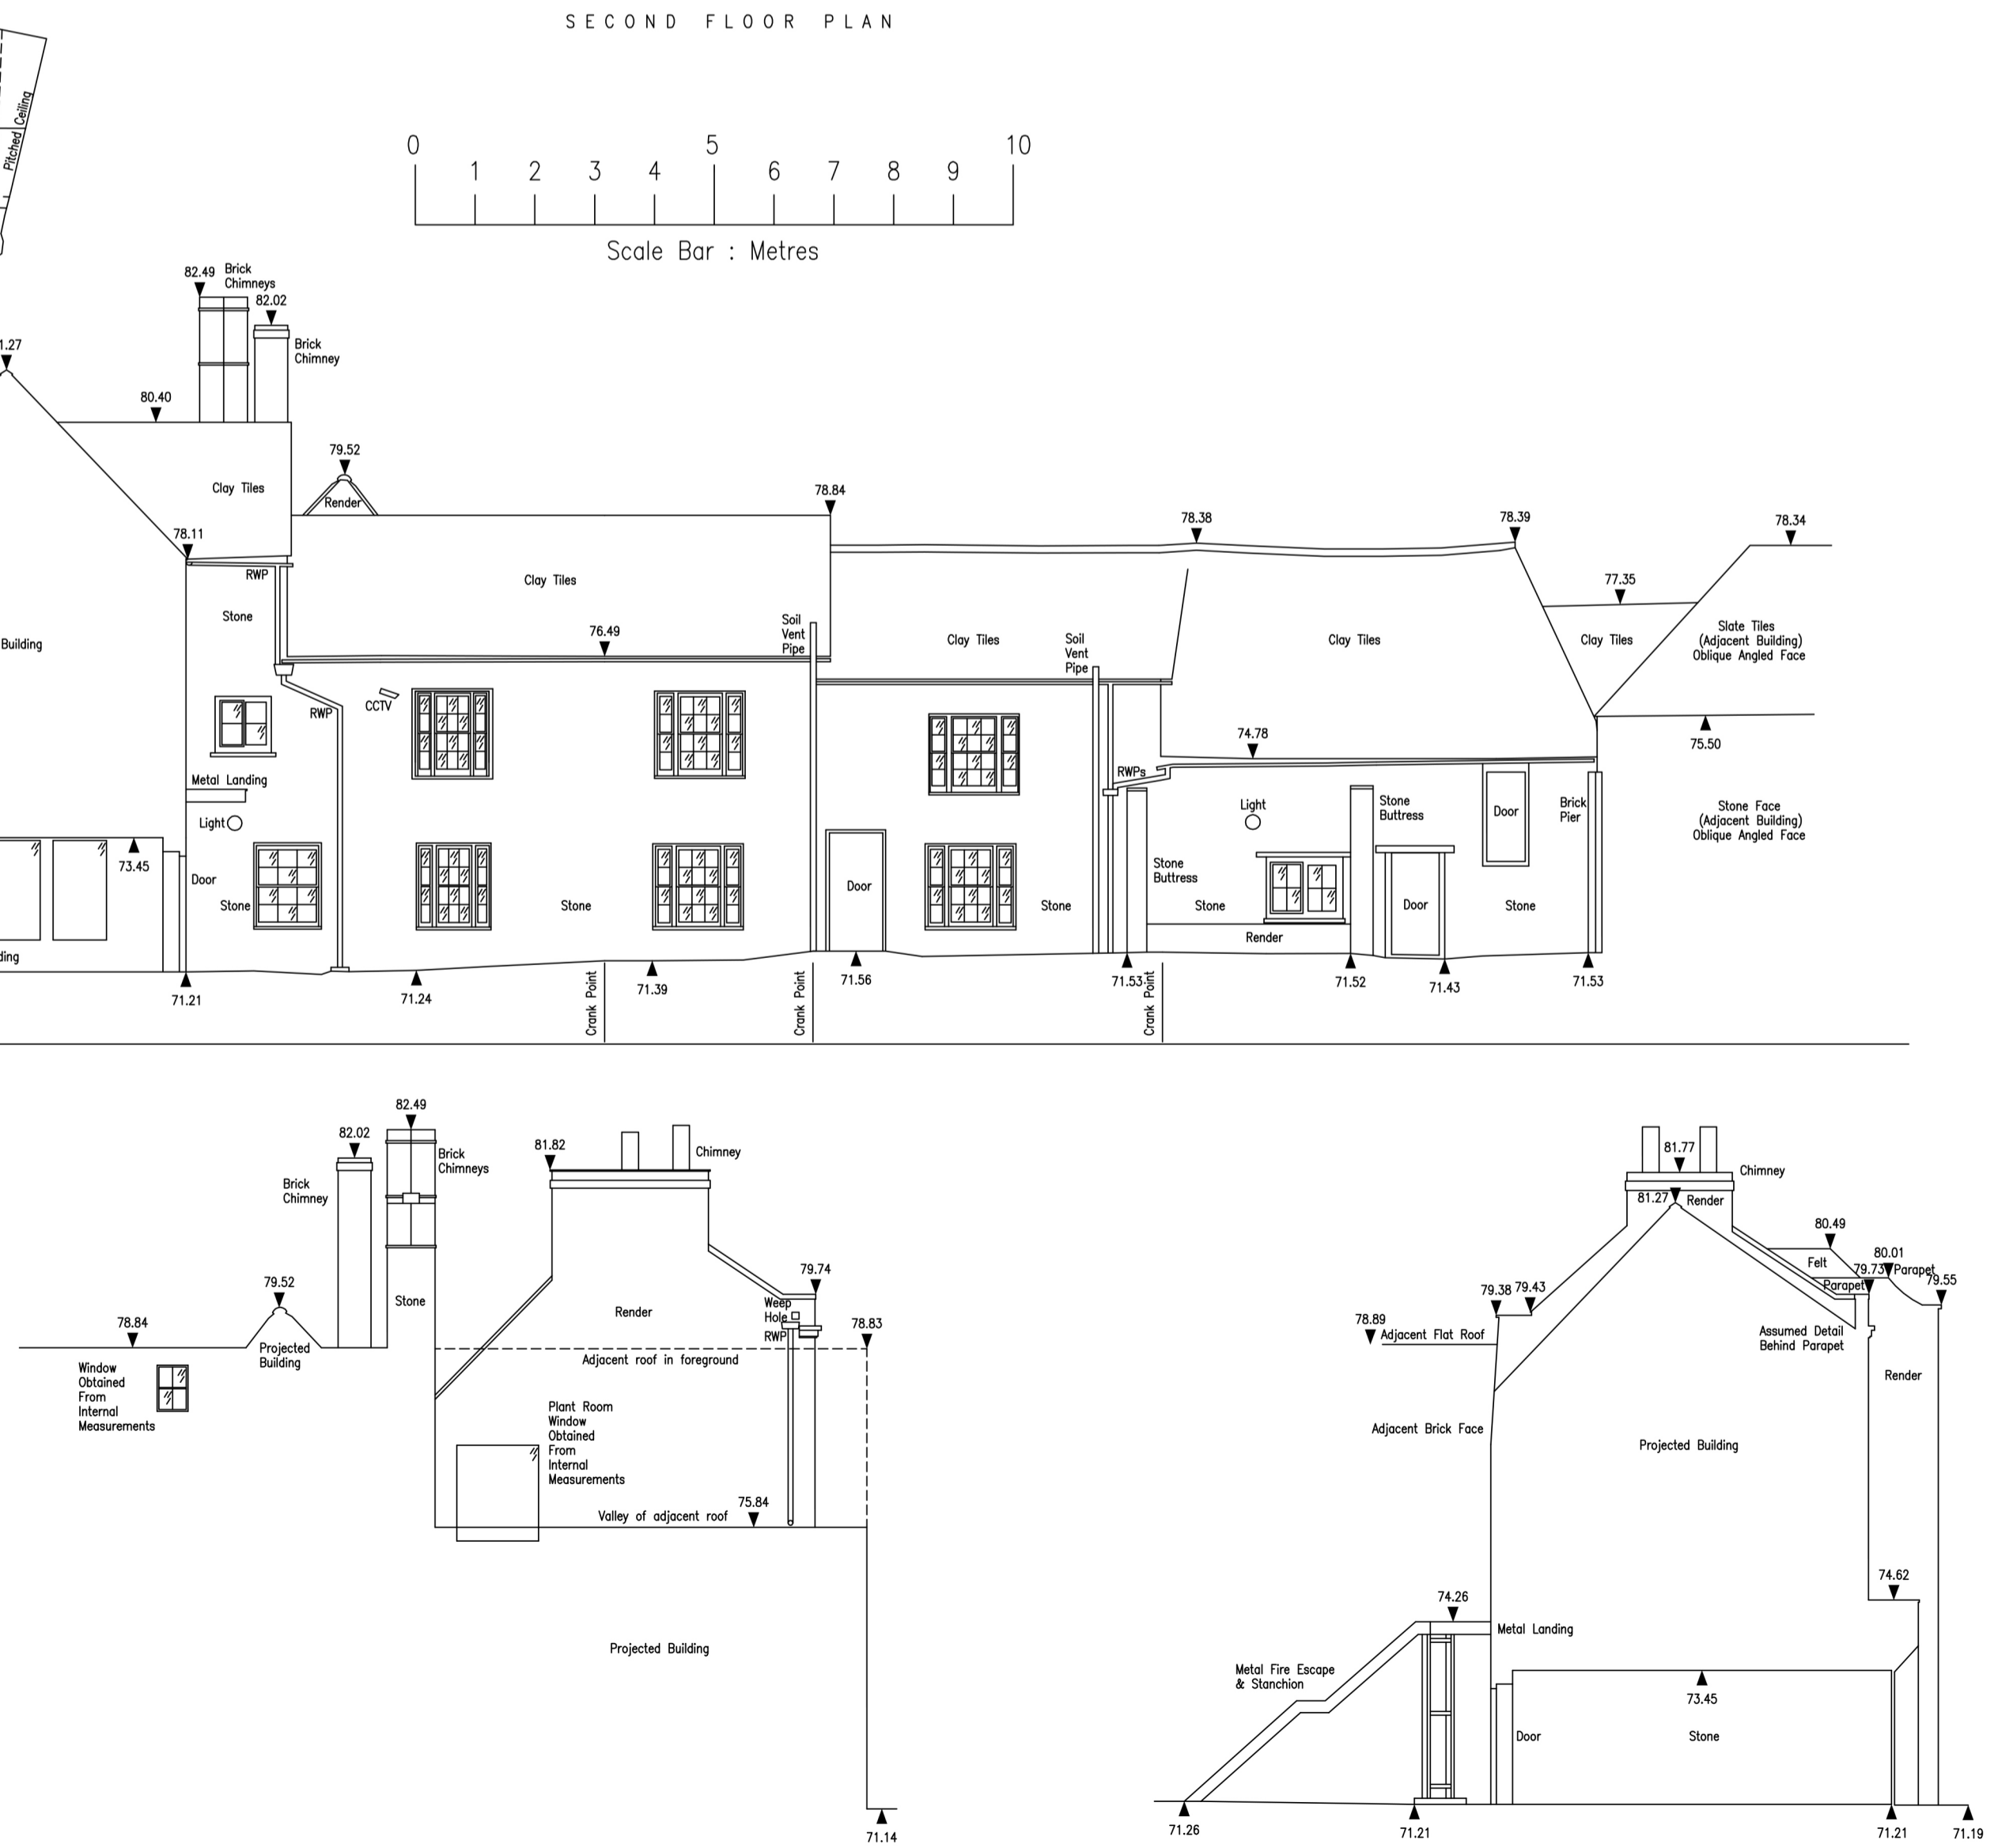 SECOND FLOOR PLAN
Pitched Ceiling
0
5
10
1
2
3
4
6
7
8
9
Scale Bar : Metres
82.49
Brick
Chimneys
82.02
Brick
Chimney
1.27
80.40
Clay Tiles
79.52
Render
78.84
78.38
78.39
78.34
78.11
RWP
Stone
Clay Tiles
76.49
Soil
Vent
Pipe
Clay Tiles
Soil
Vent
Pipe
Clay Tiles
77.35
Clay Tiles
Slate Tiles
(Adjacent Building)
Oblique Angled Face
Building
RWP
CCTV
75.50
Metal Landing
74.78
RWPs
Light
Light
Stone
Buttress
Door
Brick
Pier
Stone Face
(Adjacent Building)
Oblique Angled Face
73.45
Door
Stone
Stone
Door
Stone
Stone
Buttress
Stone
Door
Stone
Render
ding
71.21
71.24
Crank Point
71.39
Crank Point
71.56
71.53
Crank Point
71.52
71.43
71.53
82.49
82.02
Brick
Chimneys
Brick
Chimney
81.82
Chimney
79.52
Stone
78.84
Projected
Building
Window
Obtained
From
Internal
Measurements
Render
79.74
Weep
Hole
RWP
78.83
Adjacent roof in foreground
Plant Room
Window
Obtained
From
Internal
Measurements
Valley of adjacent roof
75.84
Projected Building
71.14
81.77
Chimney
81.27
Render
80.49
Felt
80.01
79.73
Parapet
Parapet
79.55
79.38
79.43
78.89
Adjacent Flat Roof
Assumed Detail
Behind Parapet
Render
Adjacent Brick Face
Projected Building
74.62
74.26
Metal Landing
Metal Fire Escape
& Stanchion
73.45
Door
Stone
71.26
71.21
71.21
71.19